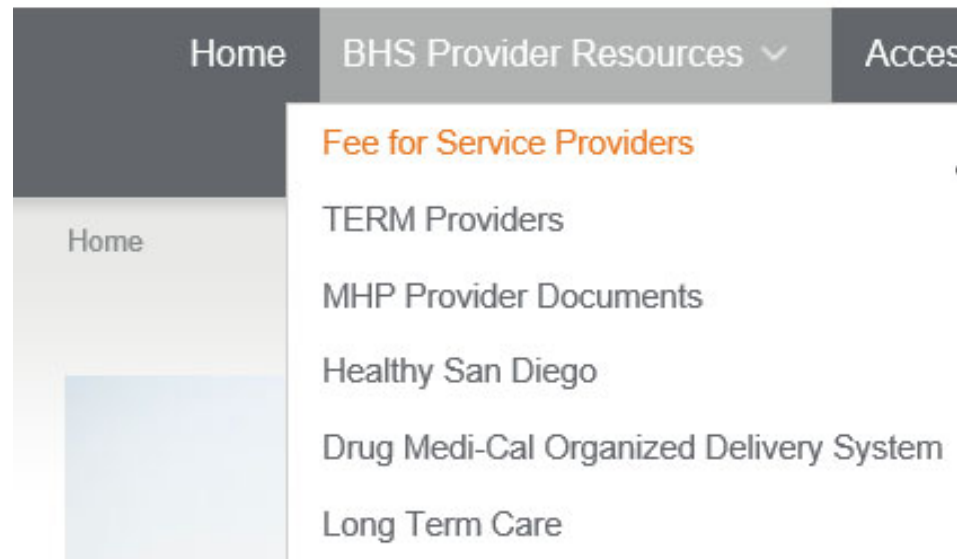 Home BHS Provider Resources
Fee for Service Providers
TERM Providers
Home
MHP Provider Documents
Healthy San Diego
Drug Medi-Cal Organized Delivery System
Long Term Care